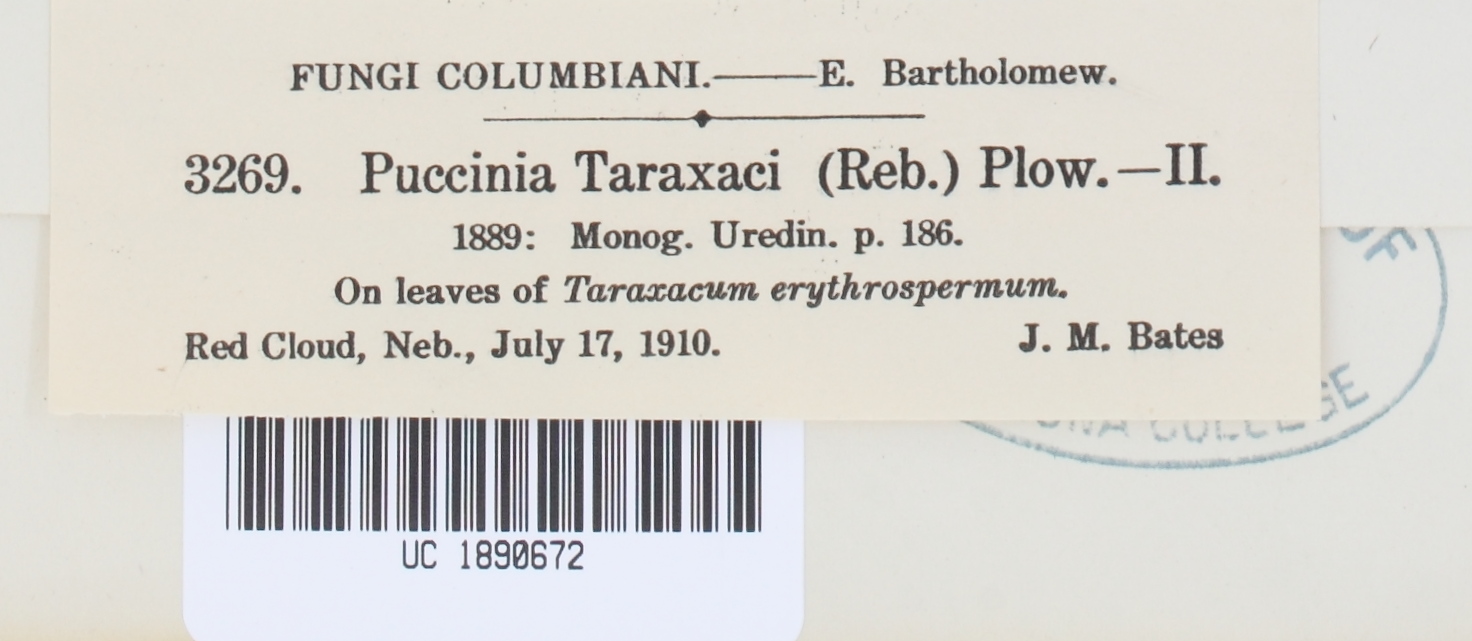 FUNGI COLUMBIANI.——E. Bartholomew.
3269. Puccinia Taraxaci (Reb.) Plow.—II.
1889: Monog. Uredin. p. 186.
On leaves of Taraxacum erythrospermum.
Red Cloud, Neb., July 17, 1910. J. M. Bates
UC 1890672
OF